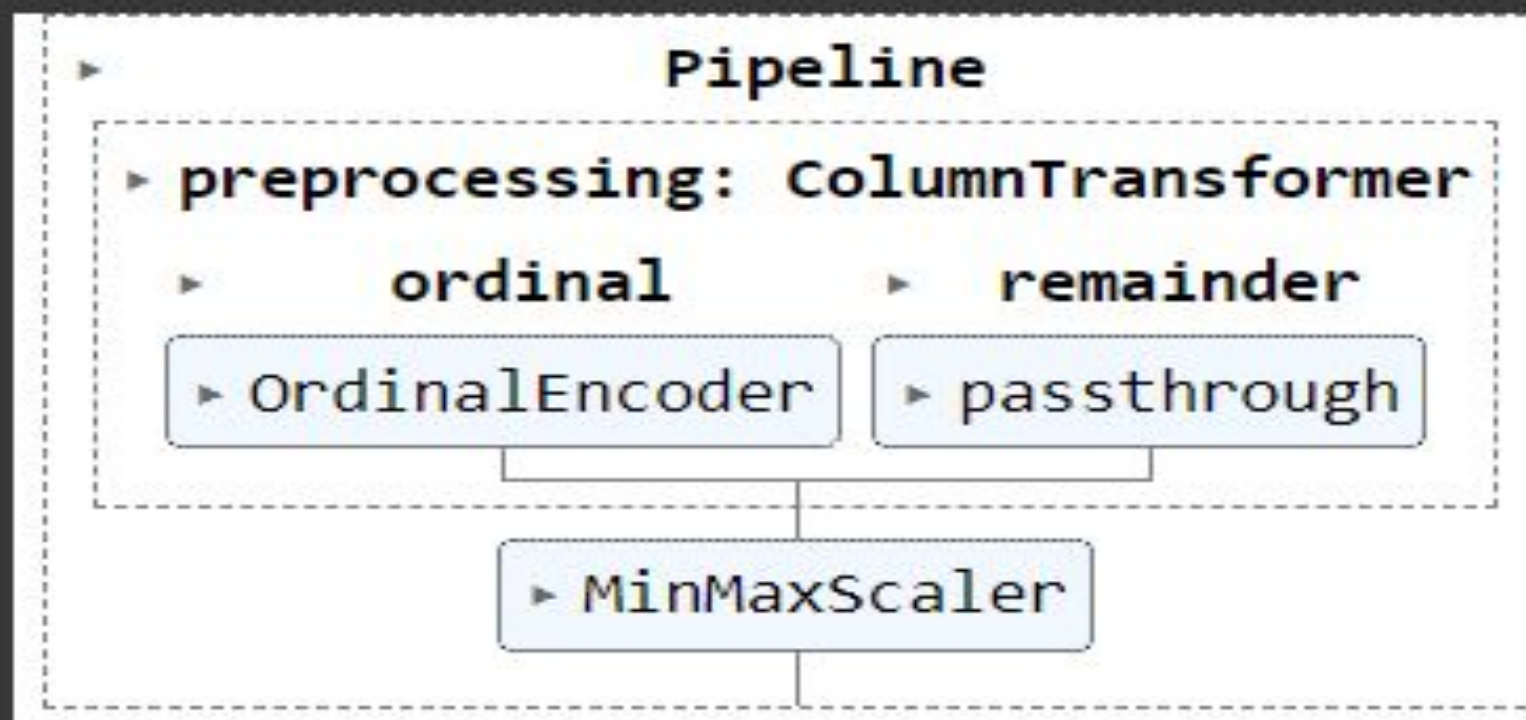 Pipeline
preprocessing: ColumnTransformer
ordinal remainder
OrdinalEncoder passthrough
MinMaxScaler